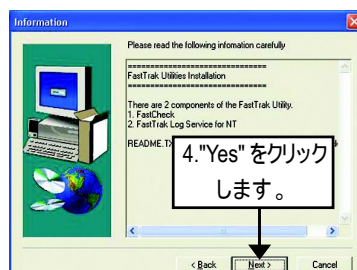 Information
Please read the following infomation carefully
==========================
FastTrak Utilities Installation
==========================
There are 2 components of the FastTrak Utility.
1. FastCheck
2. FastTrak Log Service for NT
README.TX
4."Yes" をクリック
します。
< Back
Next >
Cancel